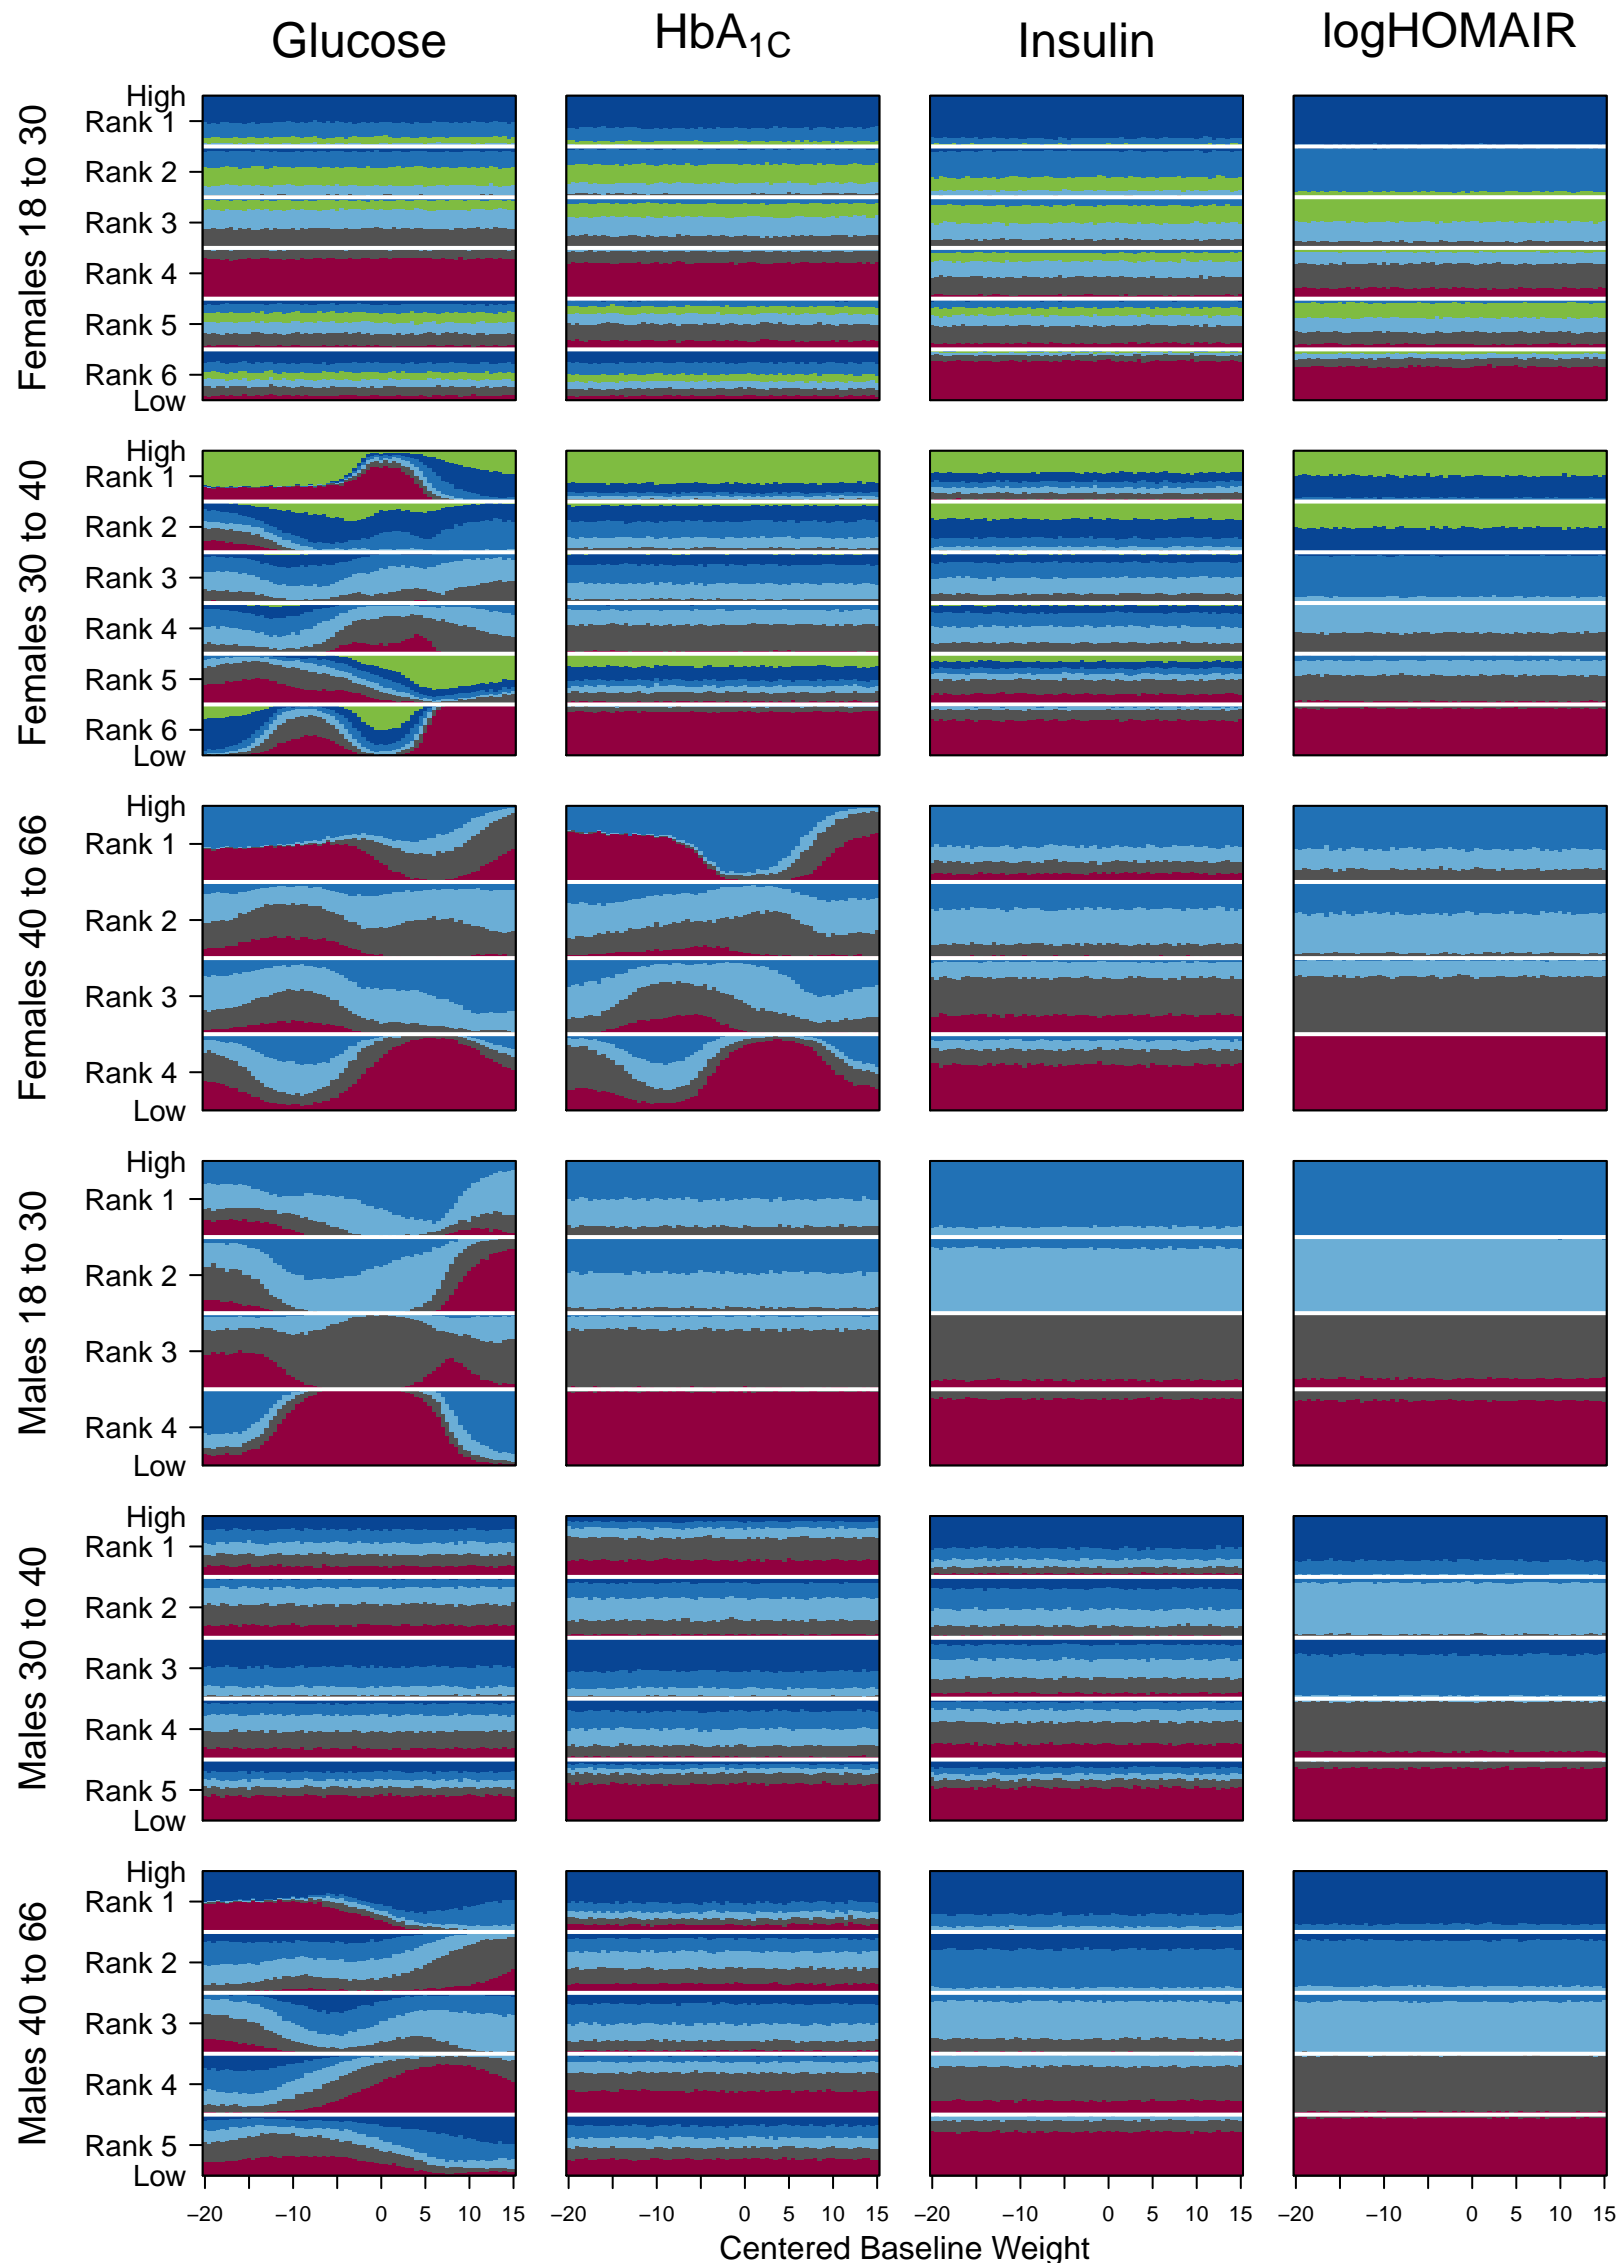 Glucose HbA1C Insulin logHOMAIR
Females 18 to 30
High
Rank 1
Rank 2
Rank 3
Rank 4
Rank 5
Rank 6
Low
Females 30 to 40
High
Rank 1
Rank 2
Rank 3
Rank 4
Rank 5
Rank 6
Low
Females 40 to 66
High
Rank 1
Rank 2
Rank 3
Rank 4
Low
Males 18 to 30
High
Rank 1
Rank 2
Rank 3
Rank 4
Low
Males 30 to 40
High
Rank 1
Rank 2
Rank 3
Rank 4
Rank 5
Low
Males 40 to 66
High
Rank 1
Rank 2
Rank 3
Rank 4
Rank 5
Low
−20 −10 0 5 10 15 −20 −10 0 5 10 15 −20 −10 0 5 10 15 −20 −10 0 5 10 15
Centered Baseline Weight